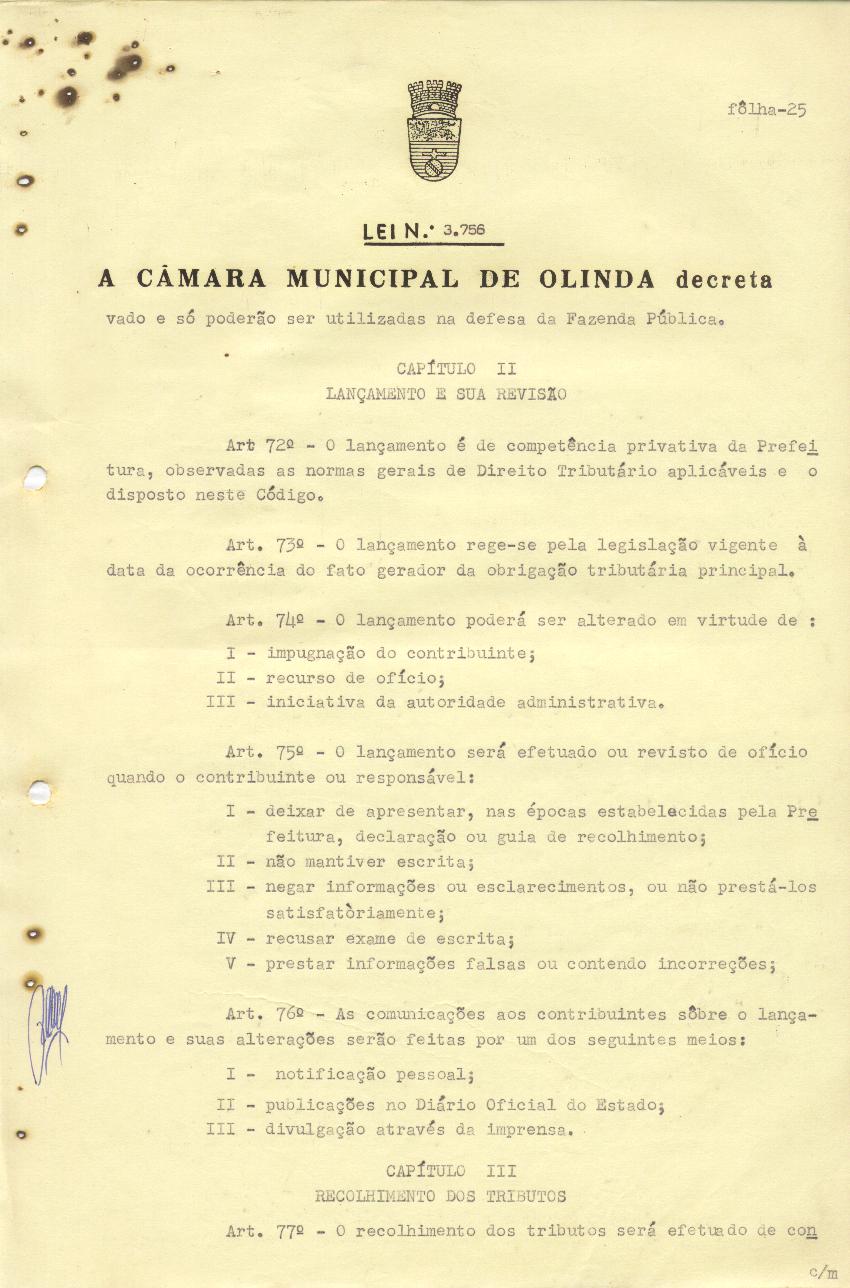 fôlha-25
LEI N.º 3.756
A CÂMARA MUNICIPAL DE OLINDA decreta
vado e só poderão ser utilizadas na defesa da Fazenda Pública.
CAPÍTULO II
LANÇAMENTO E SUA REVISÃO
Art 72º - O lançamento é de competência privativa da Prefei
tura, observadas as normas gerais de Direito Tributário aplicáveis e o
disposto neste Código.
Art. 73º - O lançamento rege-se pela legislação vigente à
data da ocorrência do fato gerador da obrigação tributária principal.
Art. 74º - O lançamento poderá ser alterado em virtude de :
I - impugnação do contribuinte;
II - recurso de ofício;
III - iniciativa da autoridade administrativa.
Art. 75º - O lançamento será efetuado ou revisto de ofício
quando o contribuinte ou responsável:
I - deixar de apresentar, nas épocas estabelecidas pela Pre
feitura, declaração ou guia de recolhimento;
II - não mantiver escrita;
III - negar informações ou esclarecimentos, ou não prestá-los
satisfatòriamente;
IV - recusar exame de escrita;
V - prestar informações falsas ou contendo incorreções;
Art. 76º - As comunicações aos contribuintes sôbre o lança-
mento e suas alterações serão feitas por um dos seguintes meios:
I - notificação pessoal;
II - publicações no Diário Oficial do Estado;
III - divulgação através da imprensa.
CAPÍTULO III
RECOLHIMENTO DOS TRIBUTOS
Art. 77º - O recolhimento dos tributos será efetuado de con
c/m